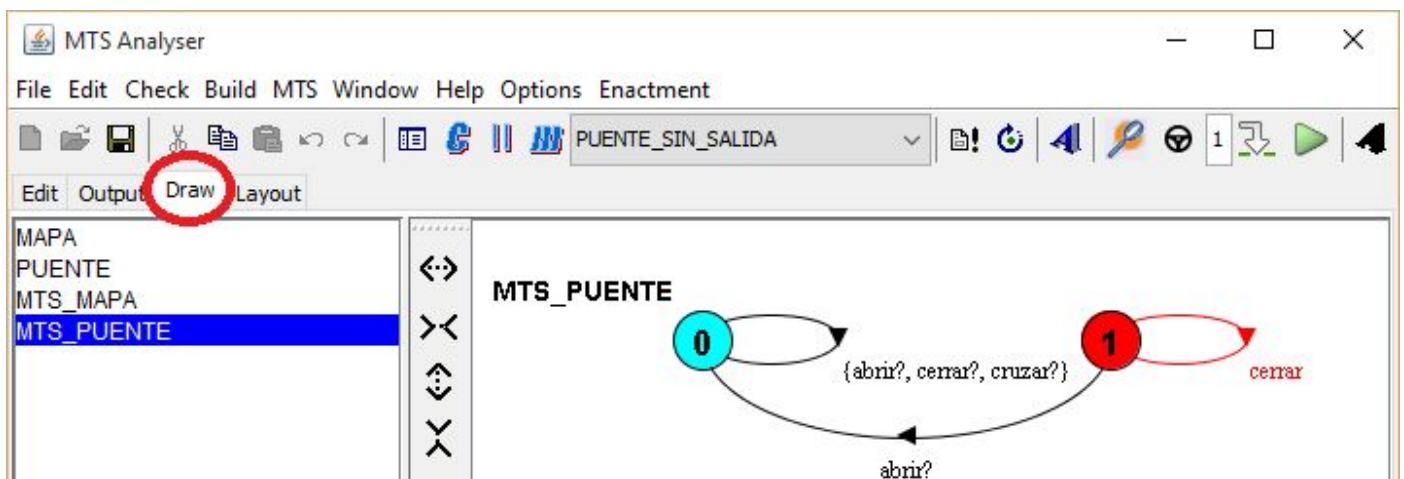 MTS Analyser
File Edit Check Build MTS Window Help Options Enactment
PUENTE_SIN_SALIDA 1
Edit Output Draw Layout
MAPA
PUENTE
MTS_MAPA
MTS_PUENTE
MTS_PUENTE
0 1
{abrir?, cerrar?, cruzar?} cerrar
abrir?